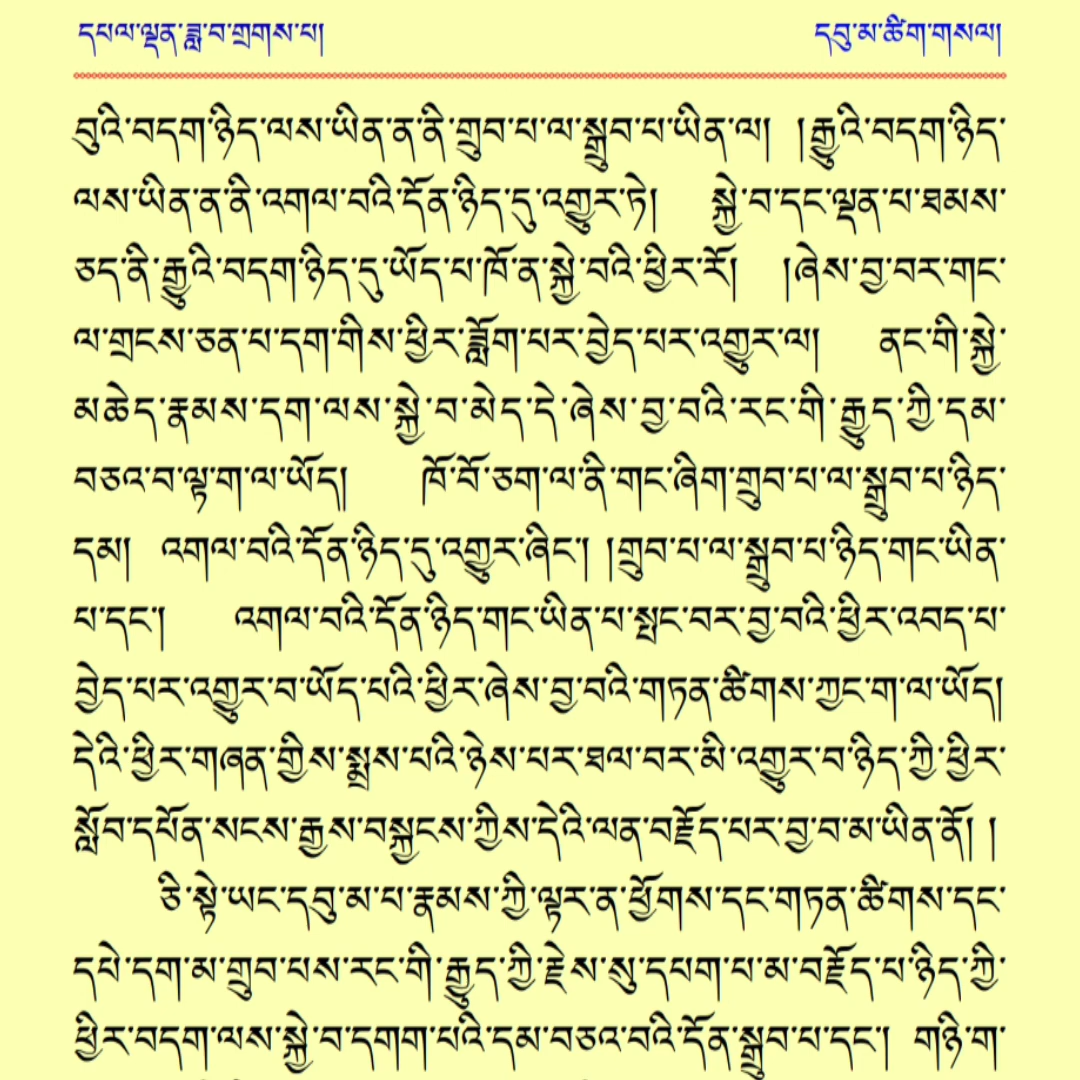 དཔལ་ལྡན་ཟླ་བ་གྲགས་པ། དབུ་མ་ཚིག་གསལ།
བུའི་བདག་ཉིད་ལས་ཡིན་ན་ནི་གྲུབ་པ་ལ་སྒྲུབ་པ་ཡིན་ལ། །རྒྱུའི་བདག་ཉིད་
ལས་ཡིན་ན་ནི་འགལ་བའི་དོན་ཉིད་དུ་འགྱུར་ཏེ། སྐྱེ་བ་དང་ལྡན་པ་ཐམས་
ཅད་ནི་རྒྱུའི་བདག་ཉིད་དུ་ཡོད་པ་ཁོ་ན་སྐྱེ་བའི་ཕྱིར་རོ། །ཞེས་བྱ་བར་གང་
ལ་གྲངས་ཅན་པ་དག་གིས་ཕྱིར་ཟློག་པར་བྱེད་པར་འགྱུར་ལ། ནང་གི་སྐྱེ་
མཆེད་རྣམས་དག་ལས་སྐྱེ་བ་མེད་དེ་ཞེས་བྱ་བའི་རང་གི་རྒྱུད་ཀྱི་དམ་
བཅའ་བ་ལྟ་ག་ལ་ཡོད། ཁོ་བོ་ཅག་ལ་ནི་གང་ཞིག་གྲུབ་པ་ལ་སྒྲུབ་པ་ཉིད་
དམ། འགལ་བའི་དོན་ཉིད་དུ་འགྱུར་ཞིང་། །གྲུབ་པ་ལ་སྒྲུབ་པ་ཉིད་གང་ཡིན་
པ་དང་། འགལ་བའི་དོན་ཉིད་གང་ཡིན་པ་སྤང་བར་བྱ་བའི་ཕྱིར་འབད་པ་
བྱེད་པར་འགྱུར་བ་ཡོད་པའི་ཕྱིར་ཞེས་བྱ་བའི་གཏན་ཚིགས་ཀྱང་ག་ལ་ཡོད།
དེའི་ཕྱིར་གཞན་གྱིས་སྨྲས་པའི་ཉེས་པར་ཐལ་བར་མི་འགྱུར་བ་ཉིད་ཀྱི་ཕྱིར་
སློབ་དཔོན་སངས་རྒྱས་བསྐྱངས་ཀྱིས་དེའི་ལན་བརྗོད་པར་བྱ་བ་མ་ཡིན་ནོ། །
ཅི་སྟེ་ཡང་དབུ་མ་པ་རྣམས་ཀྱི་ལྟར་ན་ཕྱོགས་དང་གཏན་ཚིགས་དང་
དཔེ་དག་མ་གྲུབ་པས་རང་གི་རྒྱུད་ཀྱི་རྗེས་སུ་དཔག་པ་མ་བརྗོད་པ་ཉིད་ཀྱི་
ཕྱིར་བདག་ལས་སྐྱེ་བ་དགག་པའི་དམ་བཅའ་བའི་དོན་སྒྲུབ་པ་དང་། གཉི་ག་